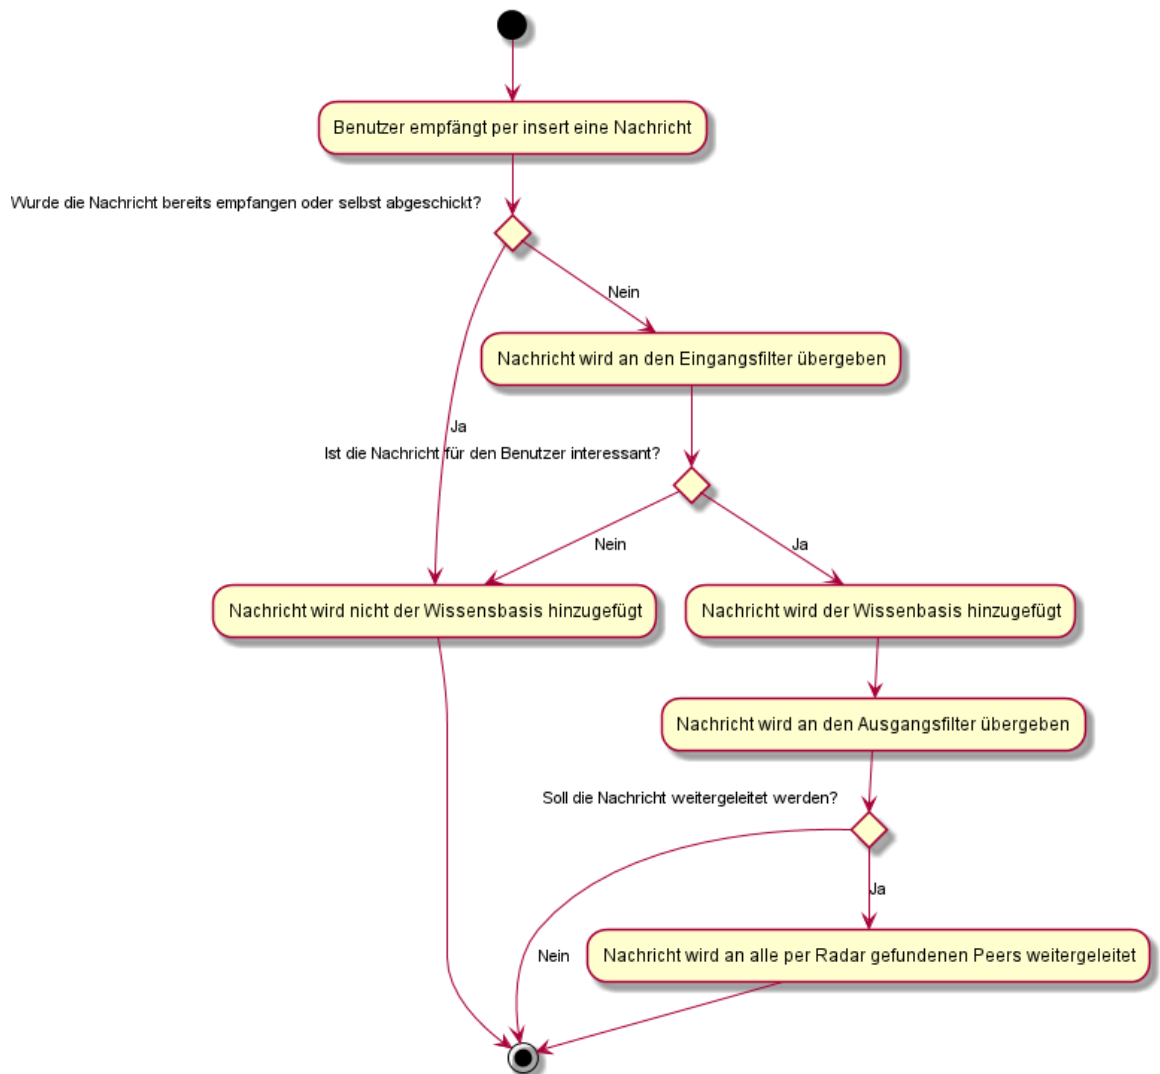 Benutzer empfängt per insert eine Nachricht
Wurde die Nachricht bereits empfangen oder selbst abgeschickt?
Nein
Nachricht wird an den Eingangsfilter übergeben
Ja
Ist die Nachricht für den Benutzer interessant?
Nein
Ja
Nachricht wird nicht der Wissensbasis hinzugefügt
Nachricht wird der Wissenbasis hinzugefügt
Nachricht wird an den Ausgangsfilter übergeben
Soll die Nachricht weitergeleitet werden?
Ja
Nein
Nachricht wird an alle per Radar gefundenen Peers weitergeleitet